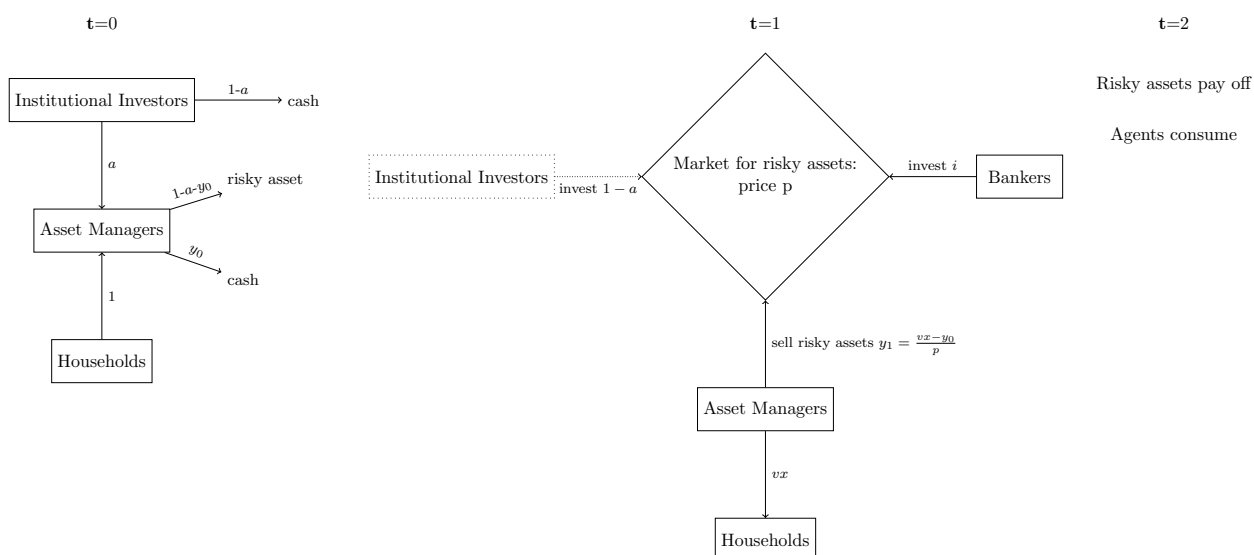 t=0
Institutional Investors
1-a
cash
a
1-a-y₀
risky asset
Asset Managers
y₀
cash
1
Households
t=1
Institutional Investors
invest 1 − a
Market for risky assets:
price p
invest i
Bankers
sell risky assets y₁ = \frac{vx−y₀}{p}
Asset Managers
vx
Households
t=2
Risky assets pay off
Agents consume